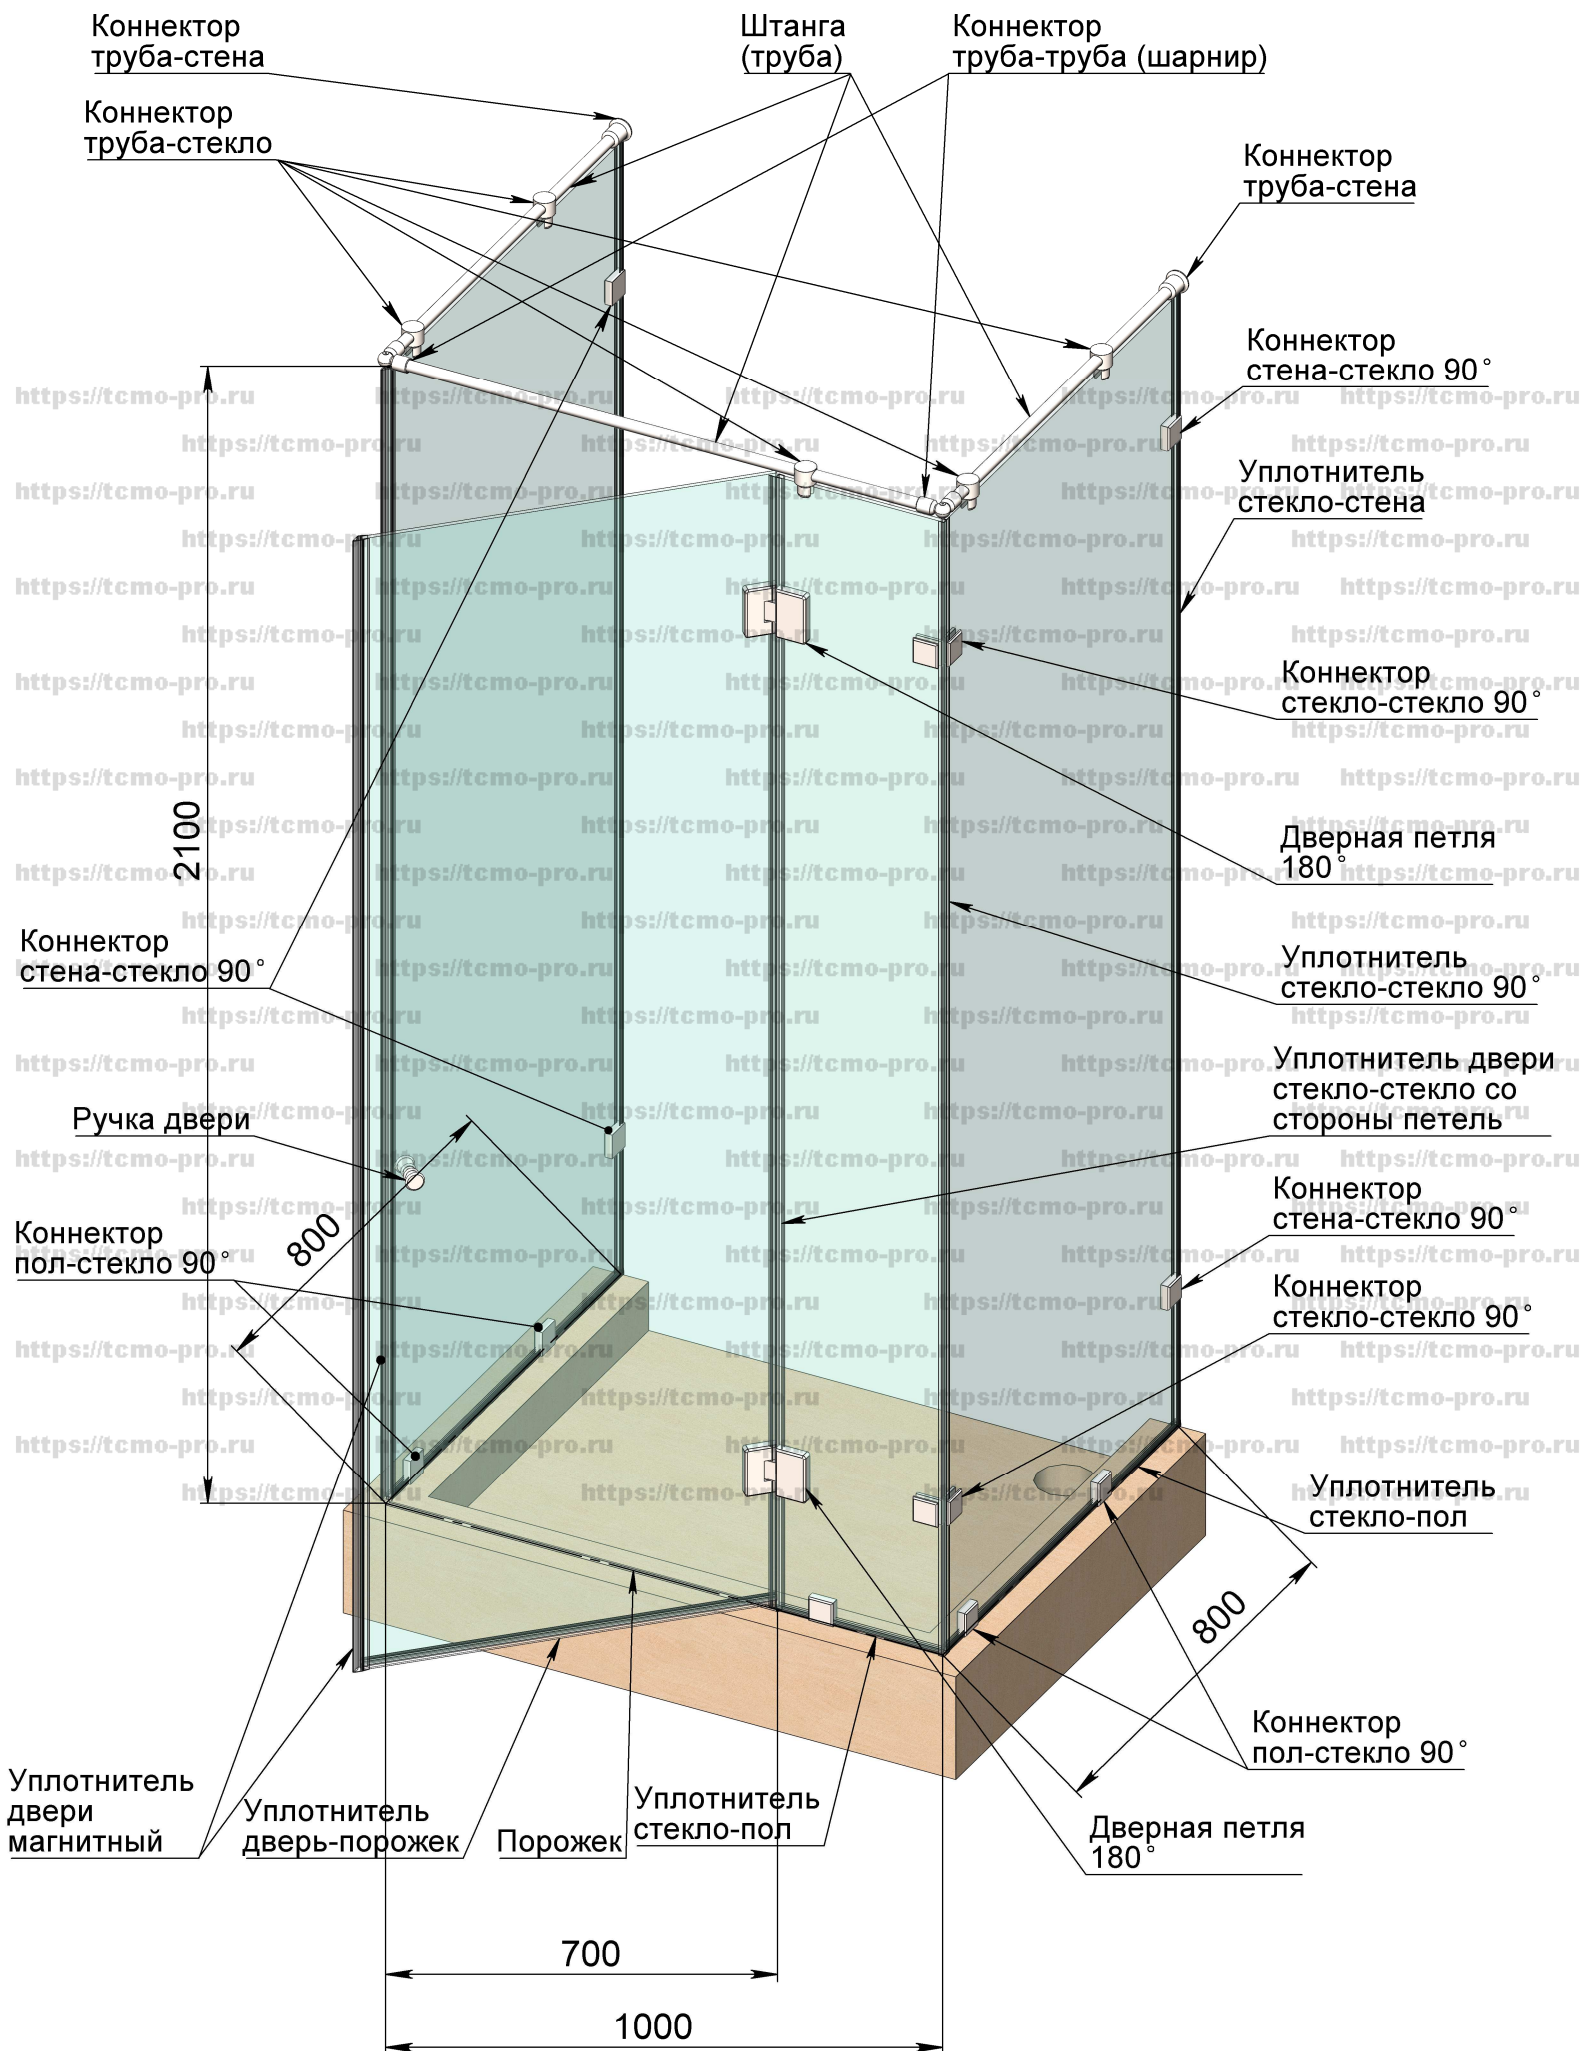 Коннектор
труба-стена
Штанга
(труба)
Коннектор
труба-труба (шарнир)
Коннектор
труба-стекло
Коннектор
труба-стена
Коннектор
стена-стекло 90°
Уплотнитель
стекло-стена
Коннектор
стекло-стекло 90°
2100
Дверная петля
180°
Коннектор
стена-стекло 90°
Уплотнитель
стекло-стекло 90°
Уплотнитель двери
стекло-стекло со
стороны петель
Ручка двери
Коннектор
стена-стекло 90°
800
Коннектор
пол-стекло 90°
Коннектор
стекло-стекло 90°
Уплотнитель
стекло-пол
800
Коннектор
пол-стекло 90°
Уплотнитель
двери
магнитный
Уплотнитель
дверь-порожек
Порожек
Уплотнитель
стекло-пол
Дверная петля
180°
700
1000
https://tcmo-pro.ru